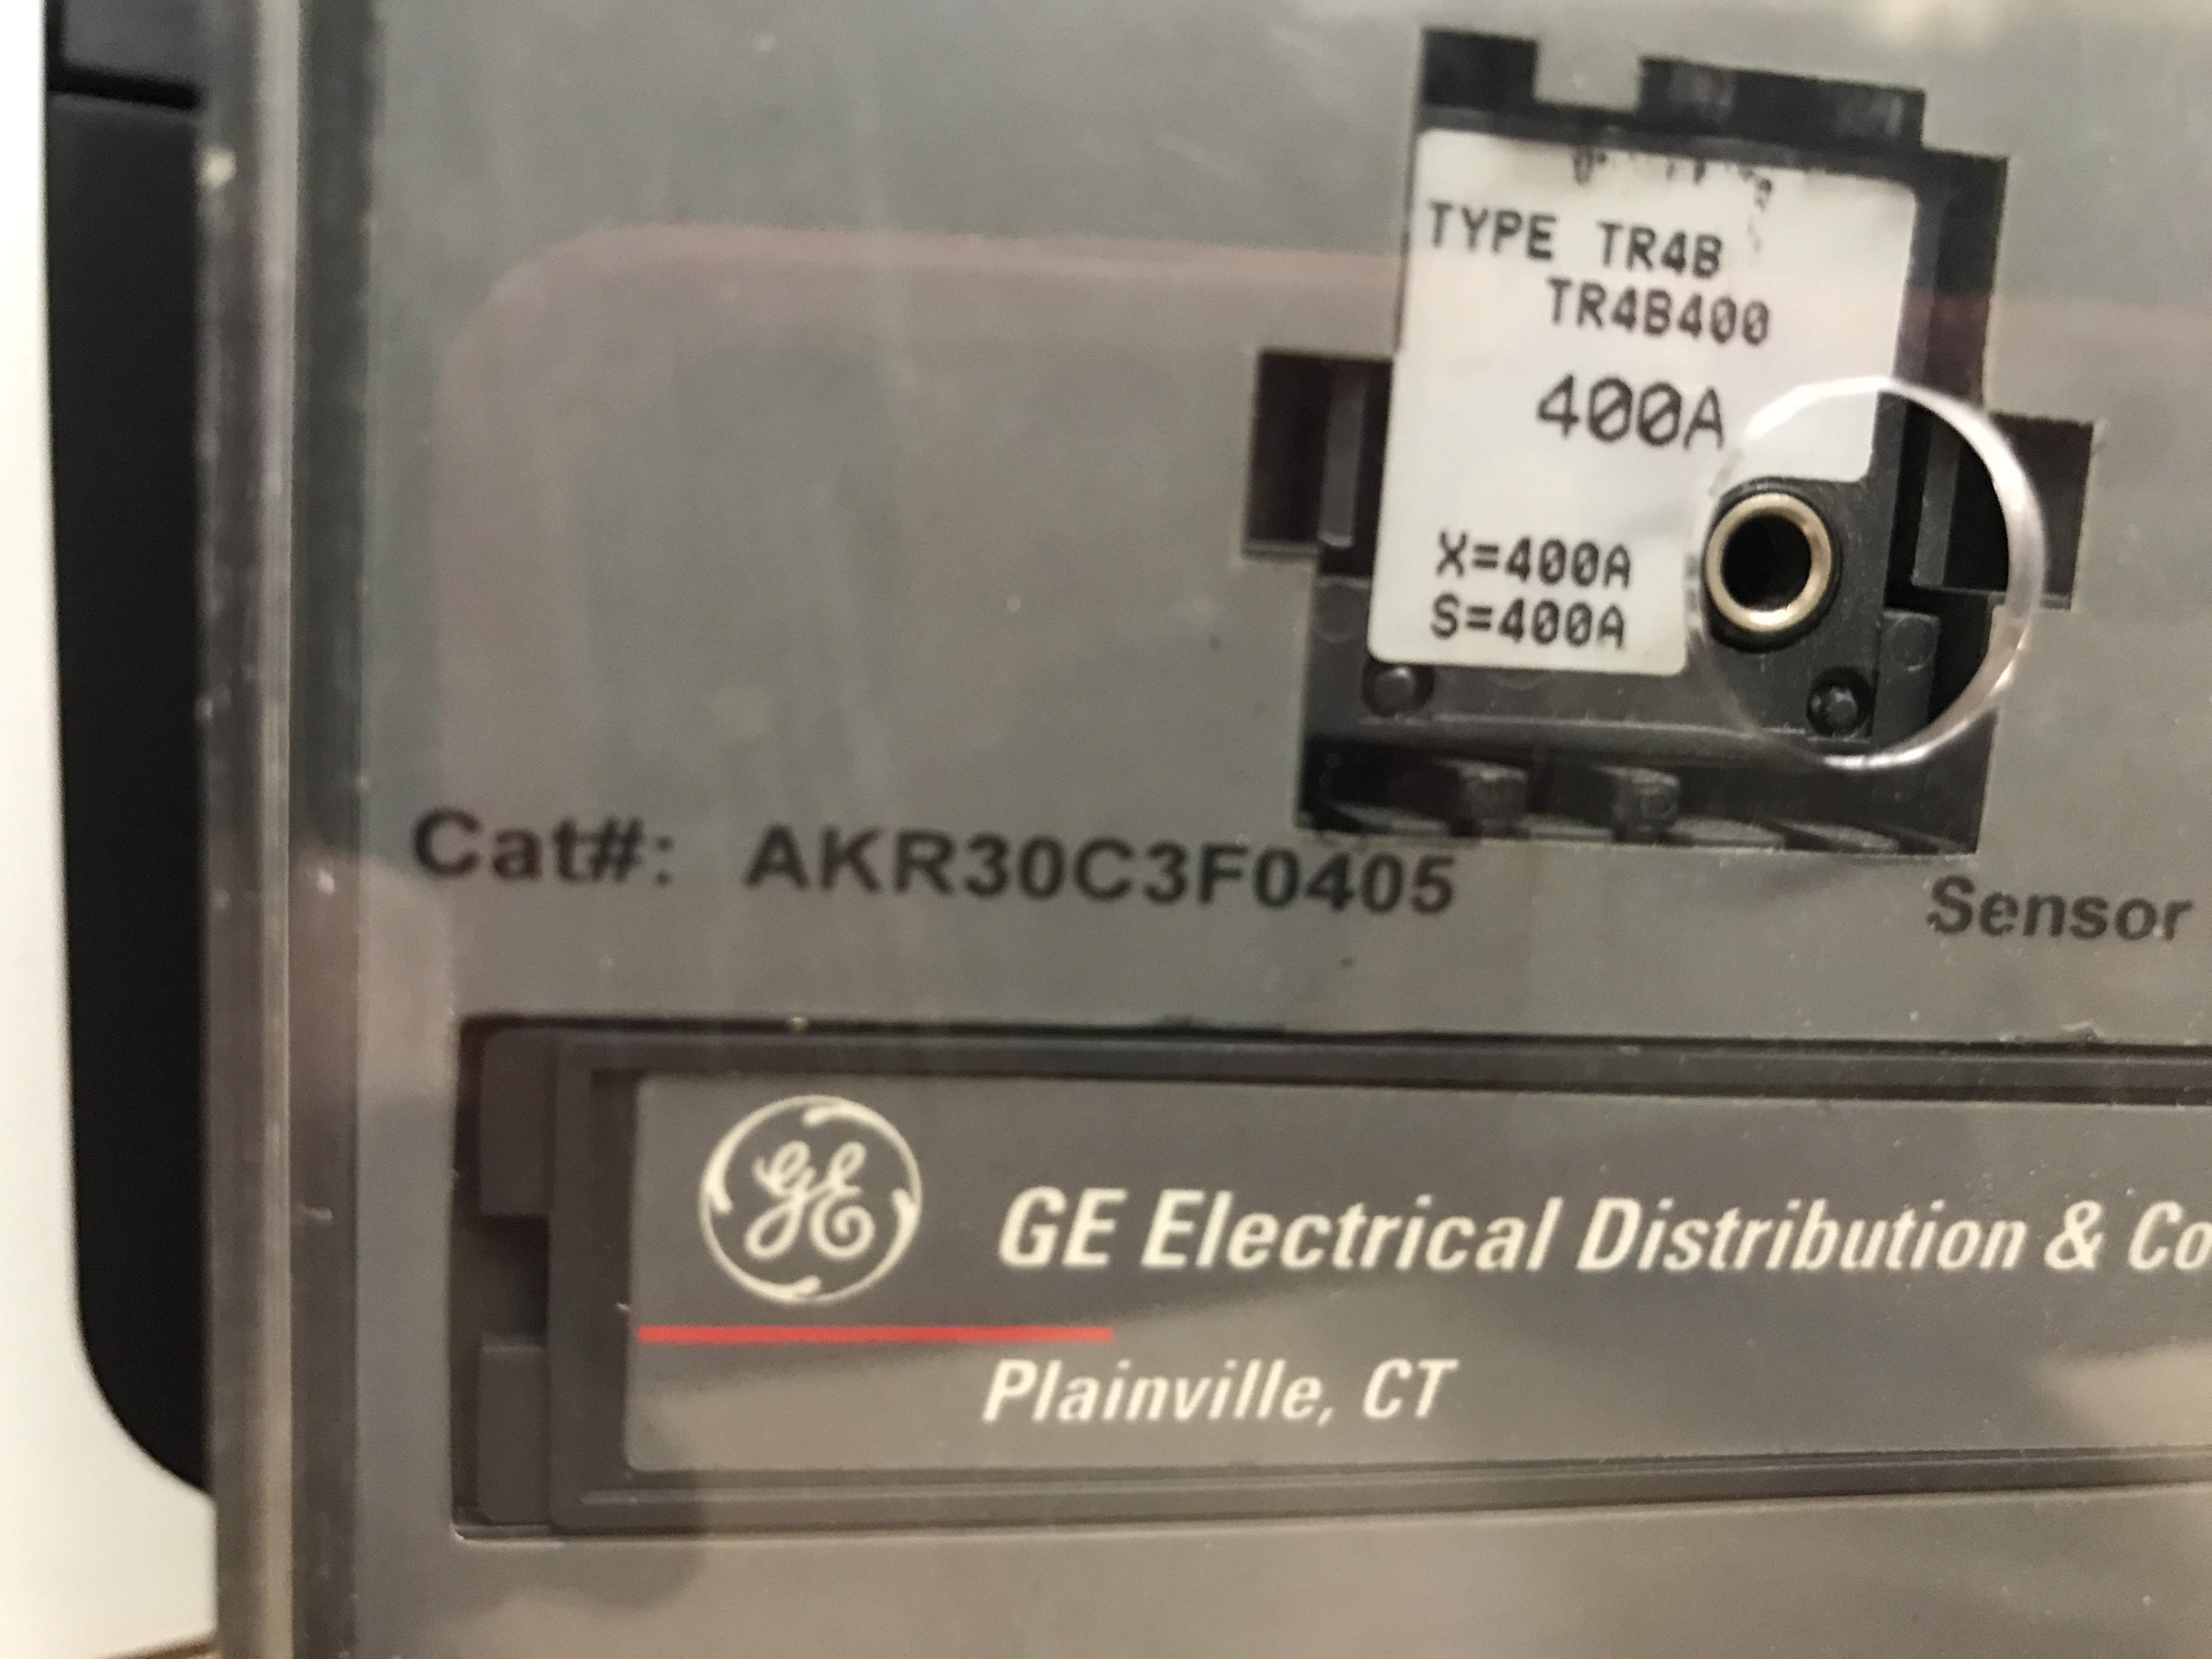 TYPE TR4B
TR4B400
400A
X=400A
S=400A
Cat#: AKR30C3F0405
Sensor
GE
GE Electrical Distribution & Co
Plainville, CT